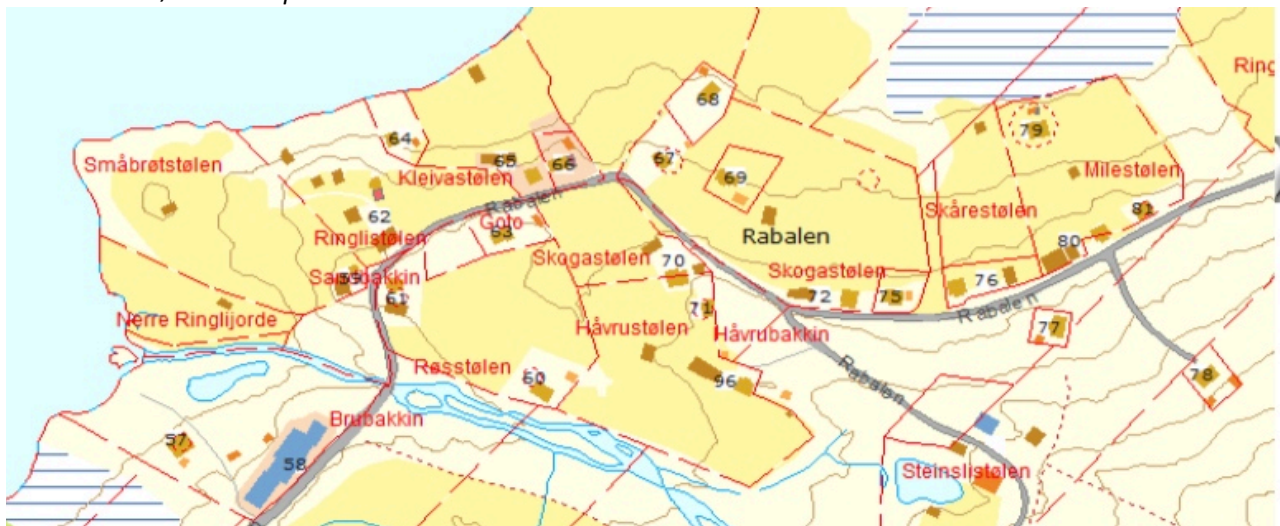 Ring
68
64
79
65
66
67
Småbrøtstølen
Kleivastølen
69
Milestølen
Rabalen
62
Goto
Skårestølen
81
63
Ringlistølen
Rabalen
80
Skogastølen
70
Skogastølen
59
61
72
75
76
Rabalen
71
Nerre Ringlijorde
Håvrustølen
Håvrubakkin
77
Røsstølen
60
96
Rabalen
78
Brubakkin
57
58
Steinslistølen